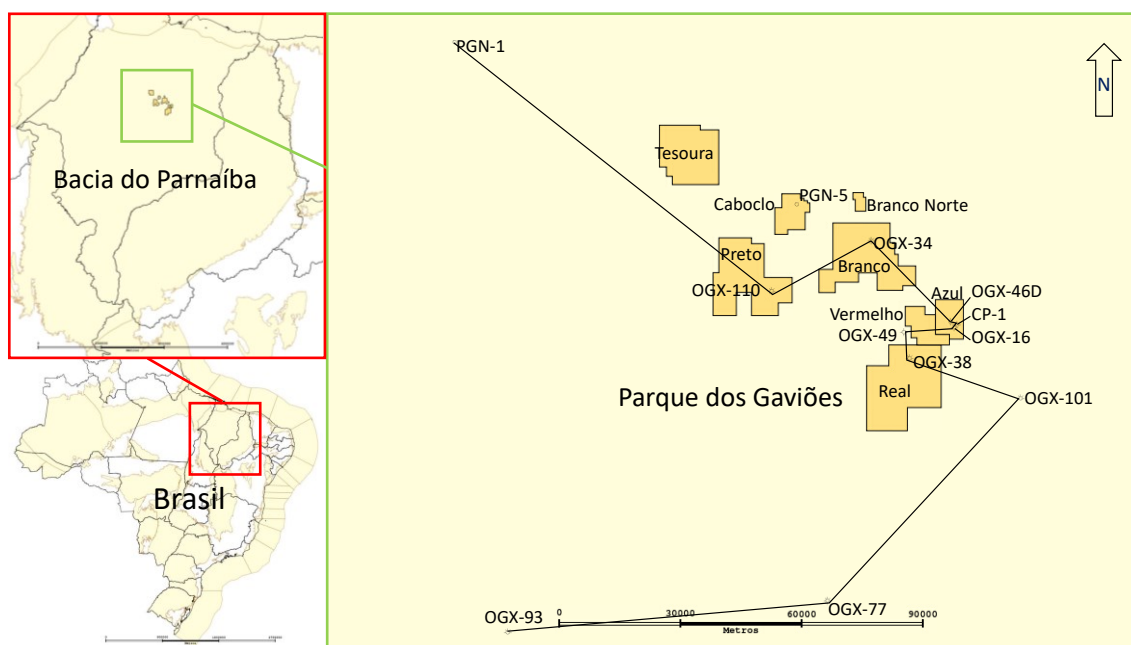 Bacia do Parnaíba
Metros
Brasil
Metros
PGN-1
N
Tesoura
Caboclo
PGN-5
Branco Norte
Preto
OGX-34
Branco
OGX-110
Azul
OGX-46D
Vermelho
CP-1
OGX-49
OGX-16
OGX-38
Parque dos Gaviões
Real
OGX-101
OGX-93
OGX-77
0 30000 60000 90000
Metros